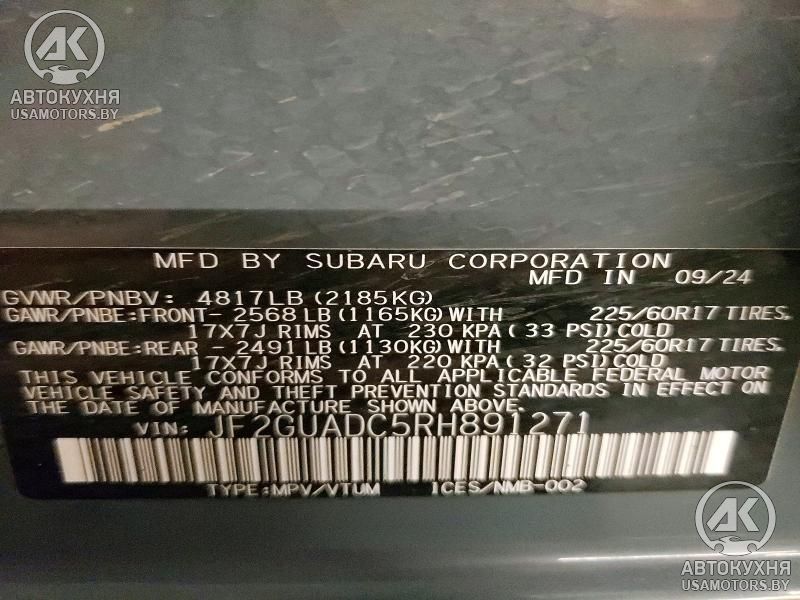 AK
АВТОКУХНЯ
USAMOTORS.BY
MFD BY SUBARU CORPORATION
MFD IN 09/24
GVWR/PNBV: 4817LB (2185KG)
GAWR/PNBE:FRONT- 2568LB (1165KG)WITH 225/60R17 TIRES.
17X7J RIMS AT 230 KPA( 33 PSI)COLD
GAWR/PNBE:REAR - 2491LB (1130KG)WITH 225/60R17 TIRES.
17X7J RIMS AT 220 KPA( 32 PSI)COLD
THIS VEHICLE CONFORMS TO ALL APPLICABLE FEDERAL MOTOR
VEHICLE SAFETY AND THEFT PREVENTION STANDARDS IN EFFECT ON
THE DATE OF MANUFACTURE SHOWN ABOVE.
VIN: JF2GUADC5RH891271
TYPE:MPV/VTUM ICES/NMB-002
AK
АВТОКУХНЯ
USAMOTORS.BY